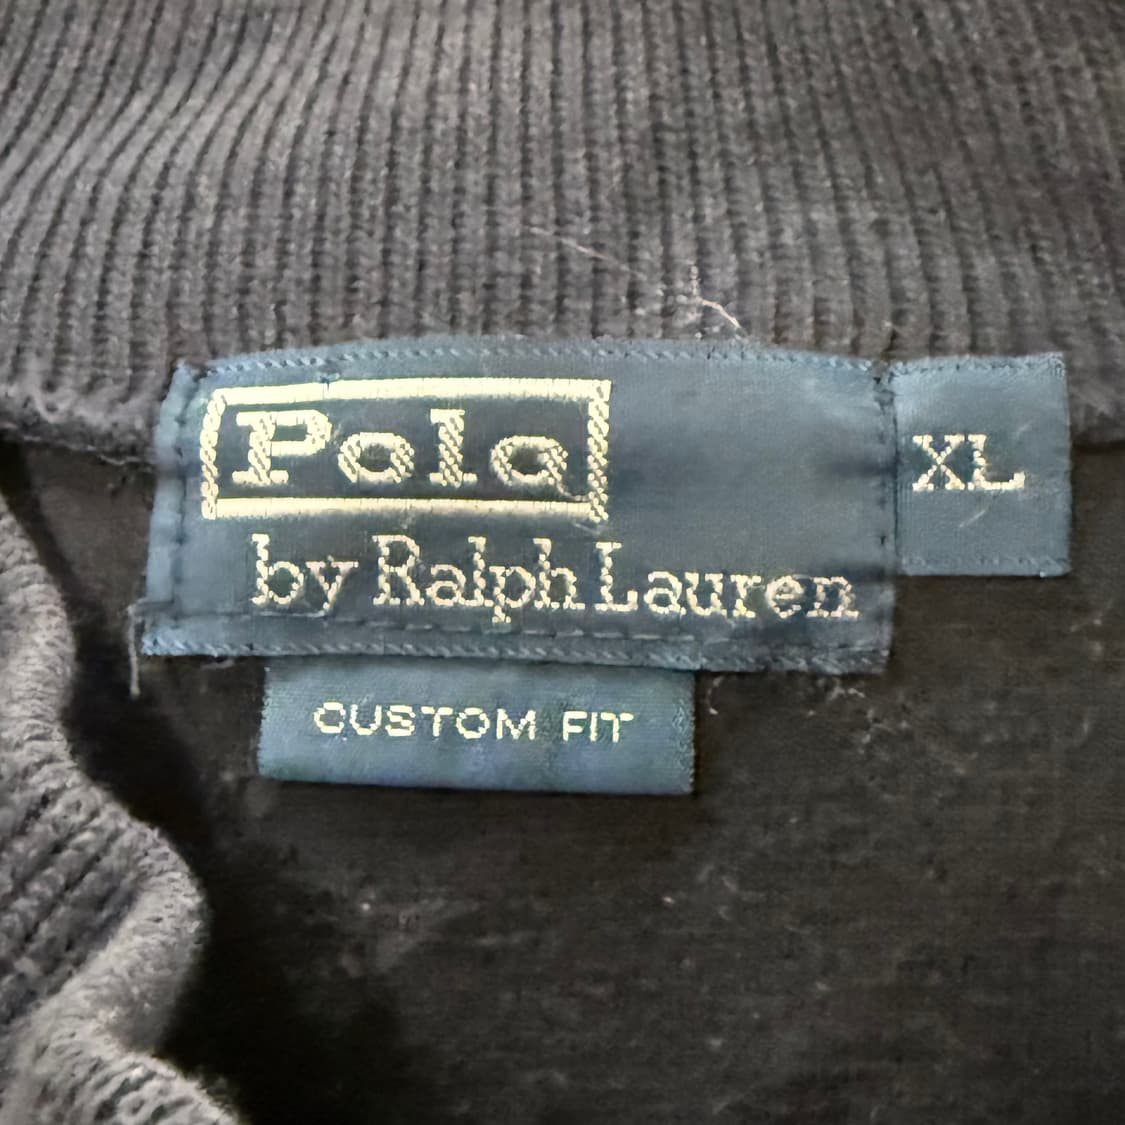 Polo
by Ralph Lauren
XL
CUSTOM FIT